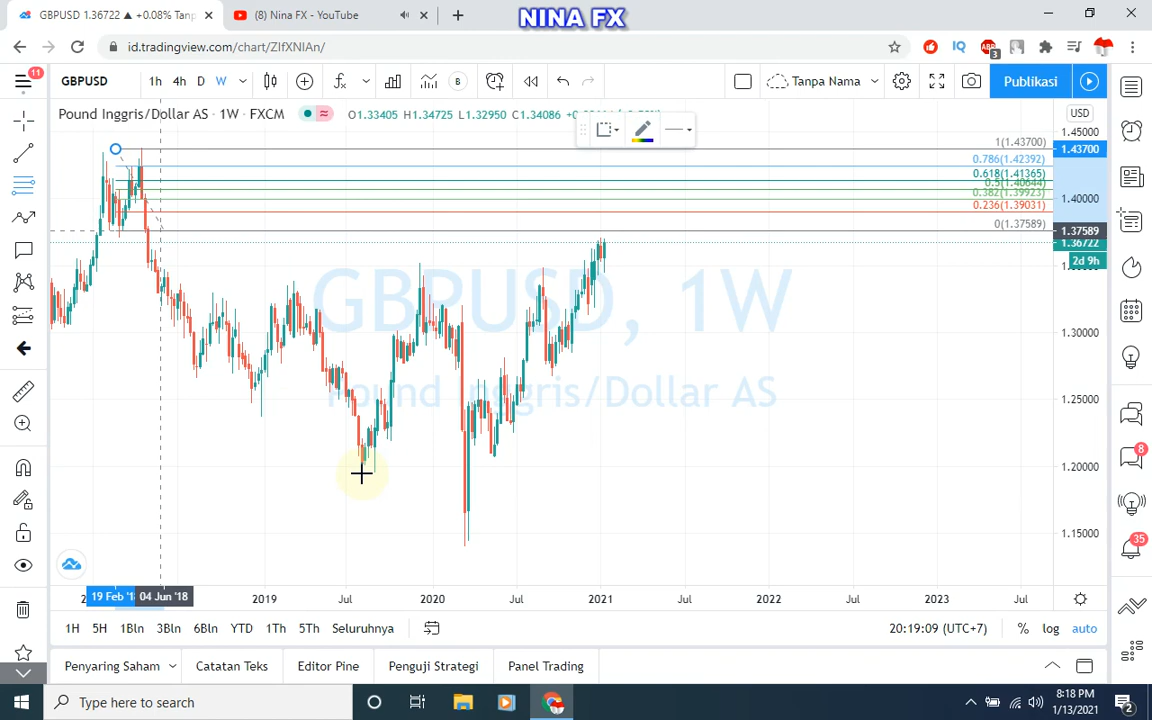 GBPUSD 1.36722 ▲ +0.08% Tanp
(8) Nina FX - YouTube
NINA FX
id.tradingview.com/chart/ZlfXNIAn/
11
GBPUSD
1h
4h
D
W
B
Tanpa Nama
Publikasi
Pound Inggris/Dollar AS · 1W · FXCM
O1.33405 H1.34725 L1.32950 C1.34086
USD
1(1.43700)
0.786(1.42392)
0.618(1.41365)
0.5(1.40644)
0.382(1.39923)
0.236(1.39031)
0(1.37589)
1.45000
1.43700
1.40000
1.37589
1.36722
2d 9h
1.30000
1.25000
1.20000
1.15000
GBPUSD, 1W
Pound Inggris/Dollar AS
3
8
35
19 Feb '18
04 Jun '18
2019
Jul
2020
Jul
2021
Jul
2022
Jul
2023
Jul
1H
5H
1Bln
3Bln
6Bln
YTD
1Th
5Th
Seluruhnya
20:19:09 (UTC+7)
%
log
auto
Penyaring Saham
Catatan Teks
Editor Pine
Penguji Strategi
Panel Trading
Type here to search
8:18 PM
1/13/2021
2